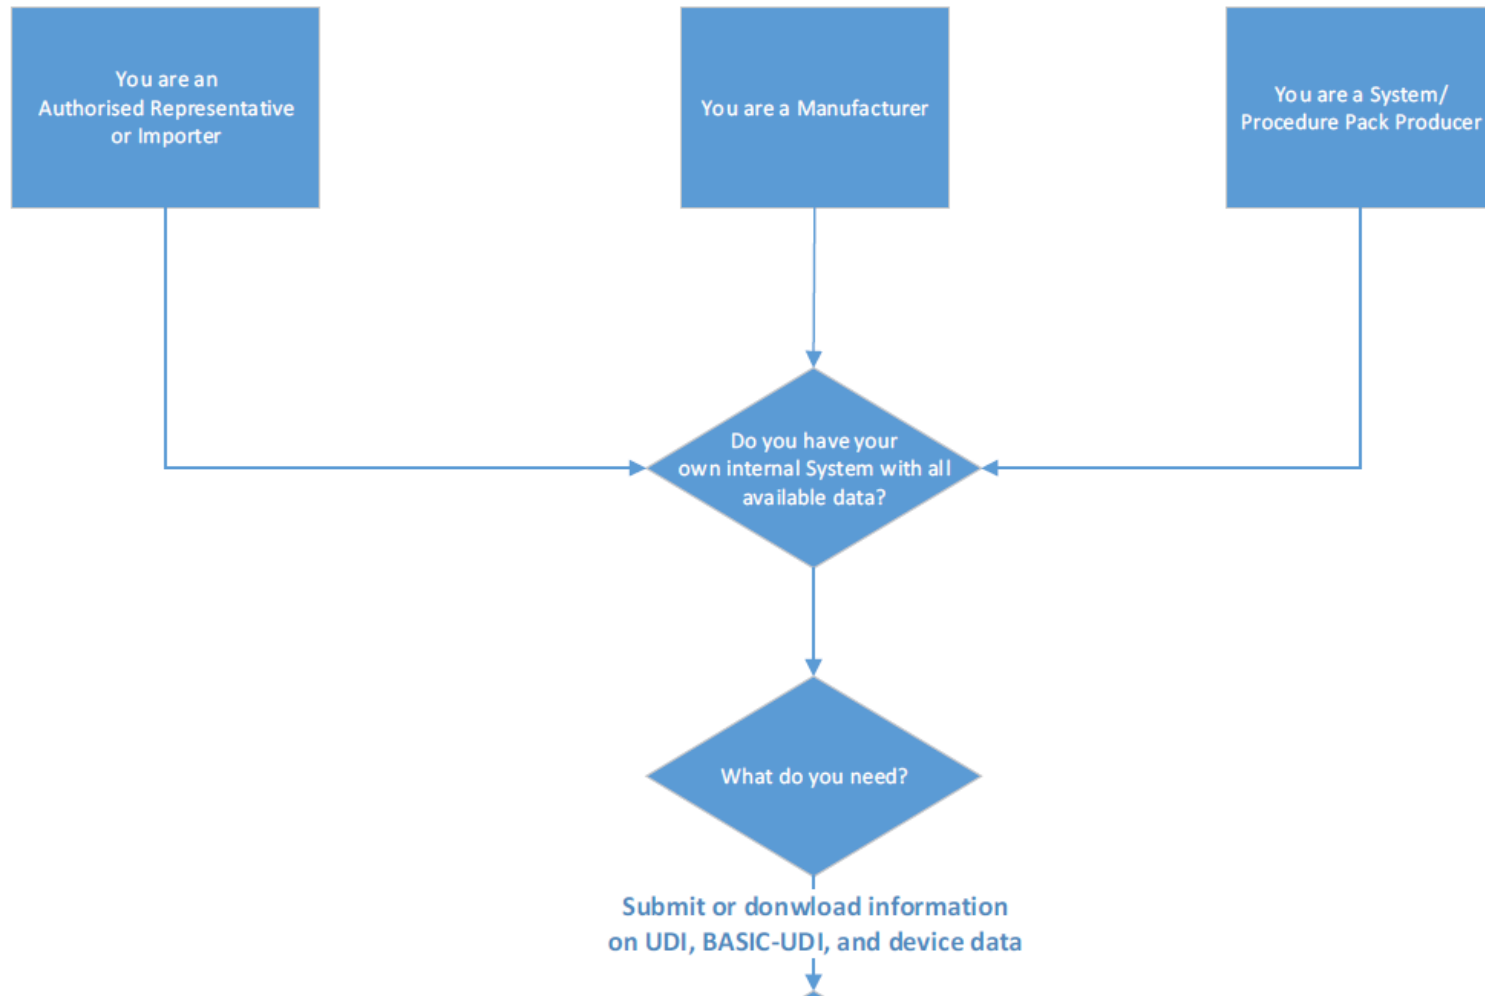 You are an
Authorised Representative
or Importer
You are a Manufacturer
You are a System/
Procedure Pack Producer
Do you have your
own internal System with all
available data?
What do you need?
Submit or donwload information
on UDI, BASIC-UDI, and device data